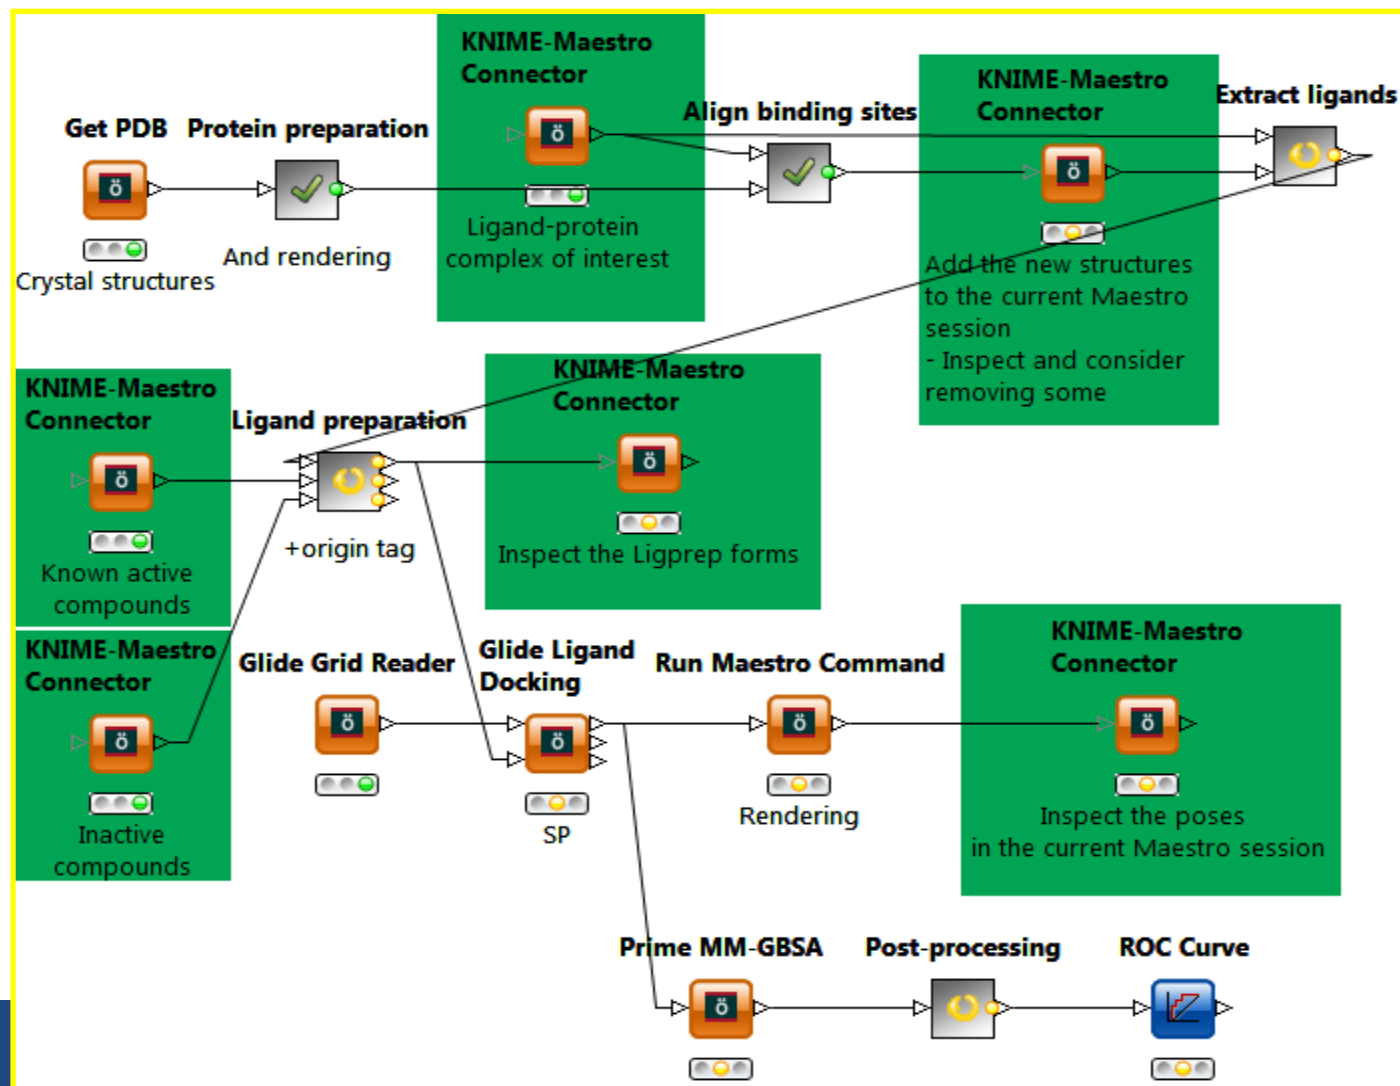 KNIME-Maestro
Connector
KNIME-Maestro
Connector
Extract ligands
Align binding sites
Get PDB
Protein preparation
ö
ö
ö
Crystal structures
And rendering
Ligand-protein
complex of interest
Add the new structures
to the current Maestro
session
- Inspect and consider
removing some
KNIME-Maestro
Connector
Ligand preparation
KNIME-Maestro
Connector
ö
ö
Known active
compounds
+origin tag
Inspect the Ligprep forms
KNIME-Maestro
Connector
Glide Grid Reader
Glide Ligand
Docking
Run Maestro Command
KNIME-Maestro
Connector
ö
ö
ö
ö
ö
Inactive
compounds
SP
Rendering
Inspect the poses
in the current Maestro session
Prime MM-GBSA
Post-processing
ROC Curve
ö